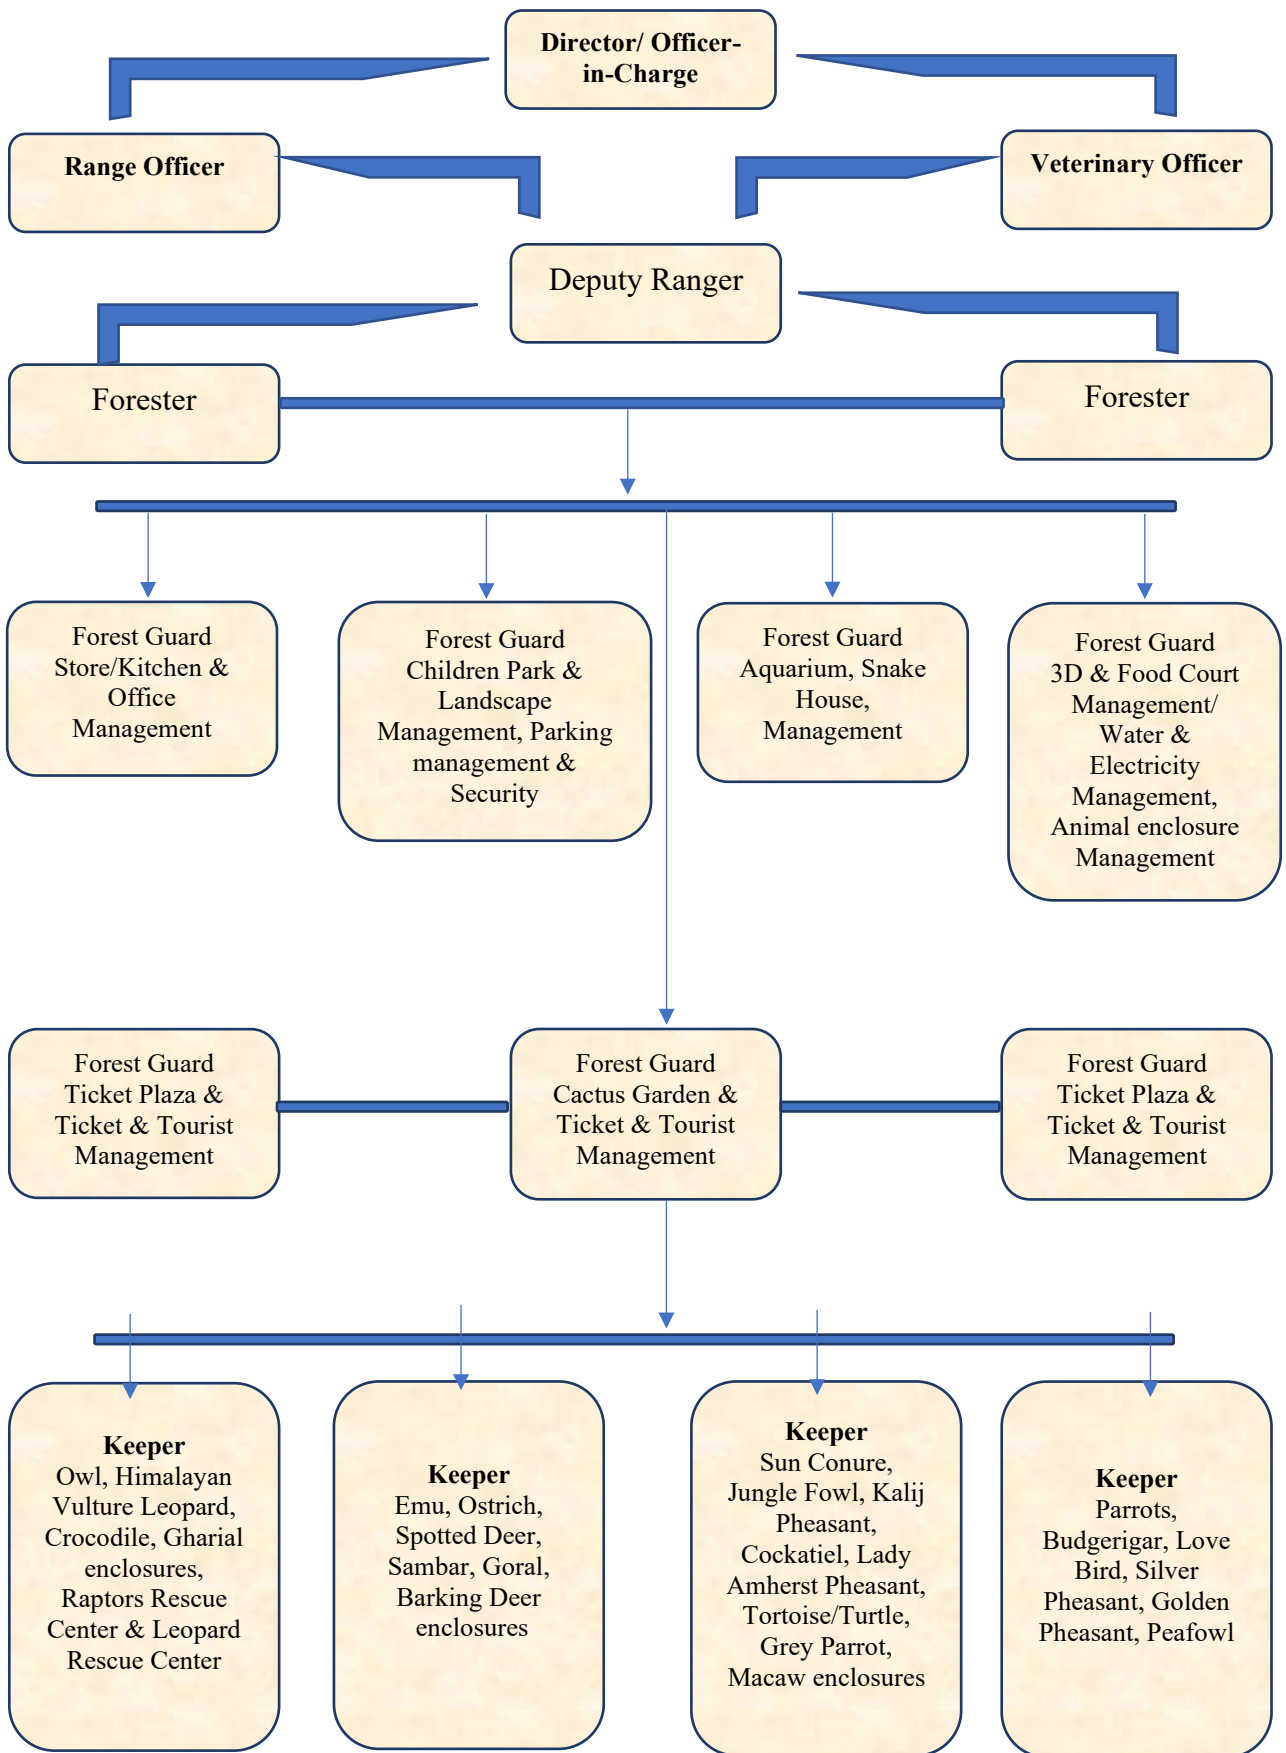 Director/ Officer-
in-Charge
Range Officer
Veterinary Officer
Deputy Ranger
Forester
Forester
Forest Guard
Store/Kitchen &
Office
Management
Forest Guard
Children Park &
Landscape
Management, Parking
management &
Security
Forest Guard
Aquarium, Snake
House,
Management
Forest Guard
3D & Food Court
Management/
Water &
Electricity
Management,
Animal enclosure
Management
Forest Guard
Ticket Plaza &
Ticket & Tourist
Management
Forest Guard
Cactus Garden &
Ticket & Tourist
Management
Forest Guard
Ticket Plaza &
Ticket & Tourist
Management
Keeper
Owl, Himalayan
Vulture Leopard,
Crocodile, Gharial
enclosures,
Raptors Rescue
Center & Leopard
Rescue Center
Keeper
Emu, Ostrich,
Spotted Deer,
Sambar, Goral,
Barking Deer
enclosures
Keeper
Sun Conure,
Jungle Fowl, Kalij
Pheasant,
Cockatiel, Lady
Amherst Pheasant,
Tortoise/Turtle,
Grey Parrot,
Macaw enclosures
Keeper
Parrots,
Budgerigar, Love
Bird, Silver
Pheasant, Golden
Pheasant, Peafowl